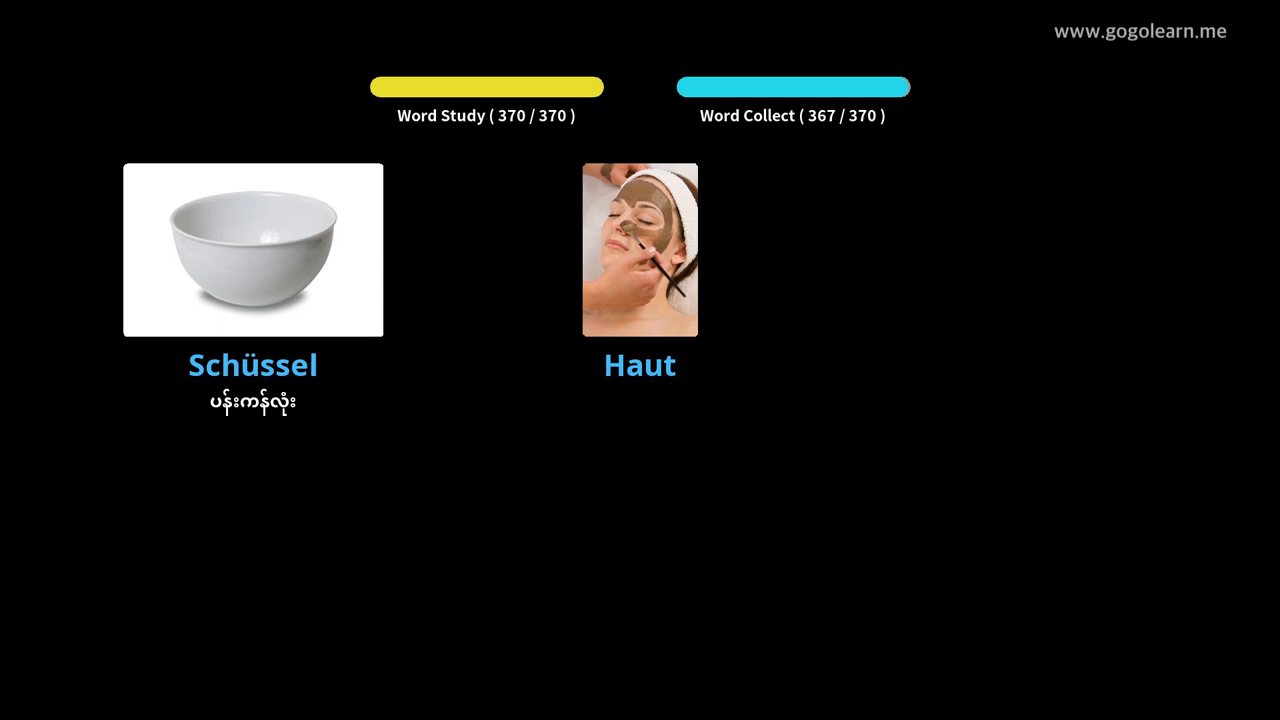 www.gogolearn.me
Word Study ( 370 / 370 )
Word Collect ( 367 / 370 )
Schüssel
ပန်းကန်လုံး
Haut